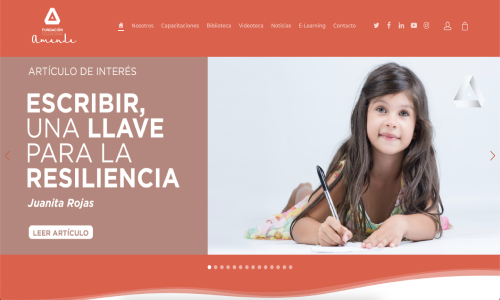 FUNDACIÓN
Amende
Nosotros Capacitaciones Biblioteca Videoteca Noticias E-Learning Contacto
ARTÍCULO DE INTERÉS
ESCRIBIR,
UNA LLAVE
PARA LA
RESILIENCIA
Juanita Rojas
LEER ARTÍCULO